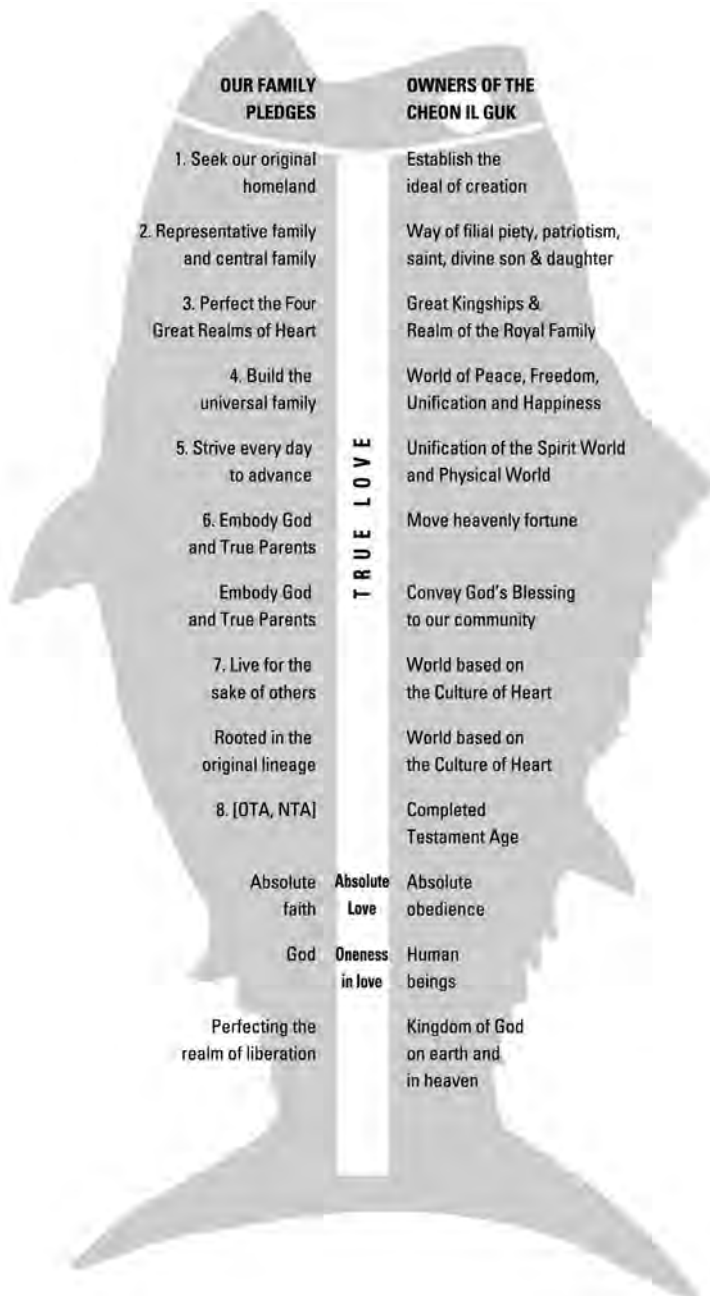 OUR FAMILY
PLEDGES
OWNERS OF THE
CHEON IL GUK
1. Seek our original
homeland
Establish the
ideal of creation
2. Representative family
and central family
Way of filial piety, patriotism,
saint, divine son & daughter
3. Perfect the Four
Great Realms of Heart
Great Kingships &
Realm of the Royal Family
4. Build the
universal family
World of Peace, Freedom,
Unification and Happiness
5. Strive every day
to advance
TRUE LOVE
Unification of the Spirit World
and Physical World
6. Embody God
and True Parents
Move heavenly fortune
Embody God
and True Parents
Convey God's Blessing
to our community
7. Live for the
sake of others
World based on
the Culture of Heart
Rooted in the
original lineage
World based on
the Culture of Heart
8. [OTA, NTA]
Completed
Testament Age
Absolute
faith
Absolute
Love
Absolute
obedience
God
Oneness
in love
Human
beings
Perfecting the
realm of liberation
Kingdom of God
on earth and
in heaven